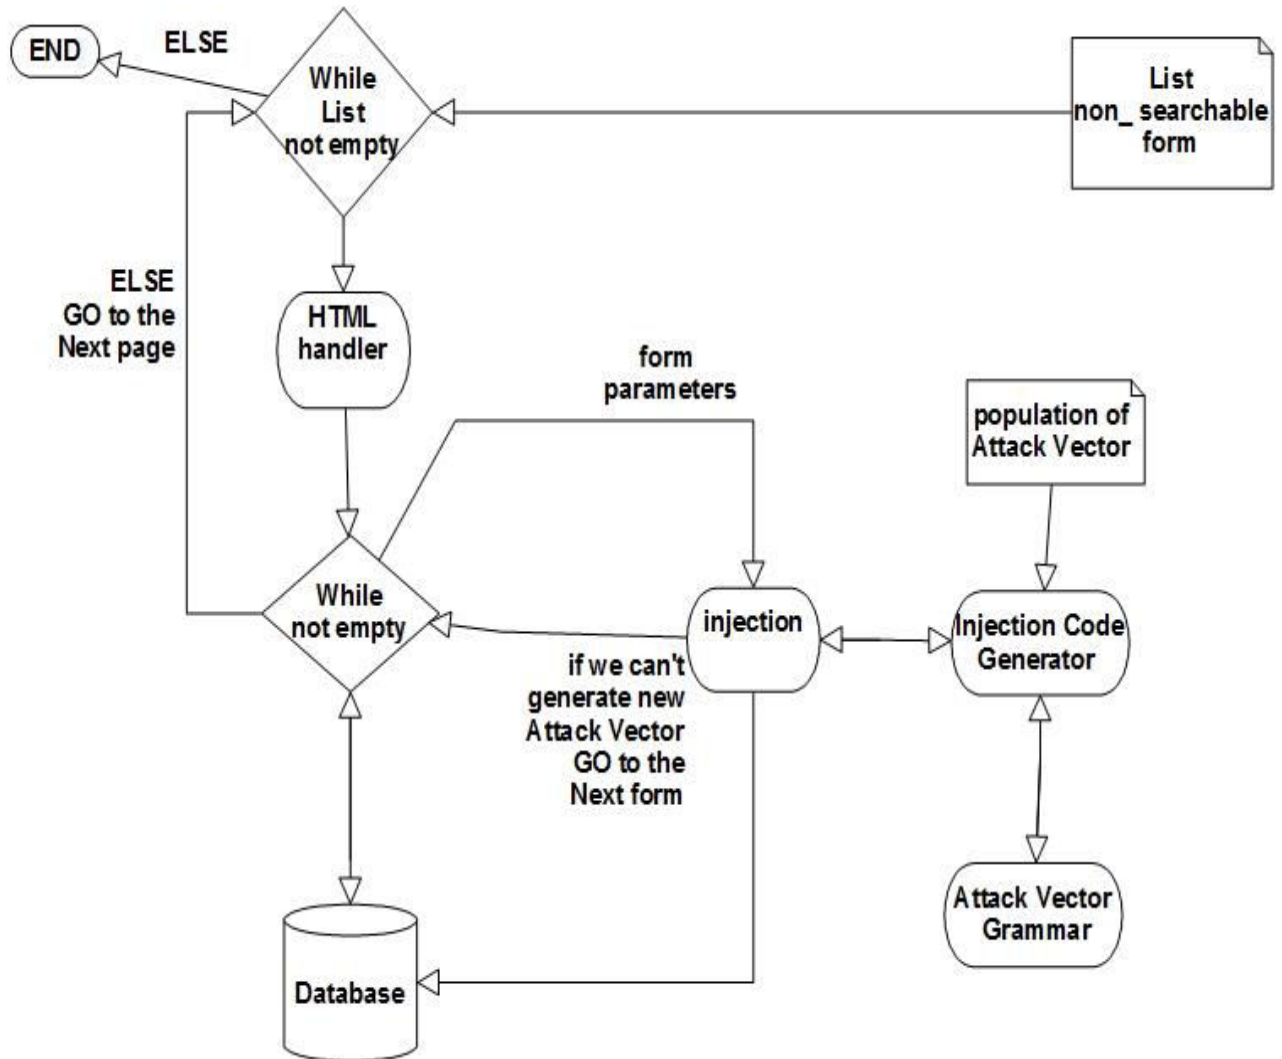 END
ELSE
While
List
not empty
List
non_ searchable
form
ELSE
GO to the
Next page
HTML
handler
form
parameters
population of
Attack Vector
While
not empty
injection
Injection Code
Generator
if we can't
generate new
Attack Vector
GO to the
Next form
Attack Vector
Grammar
Database